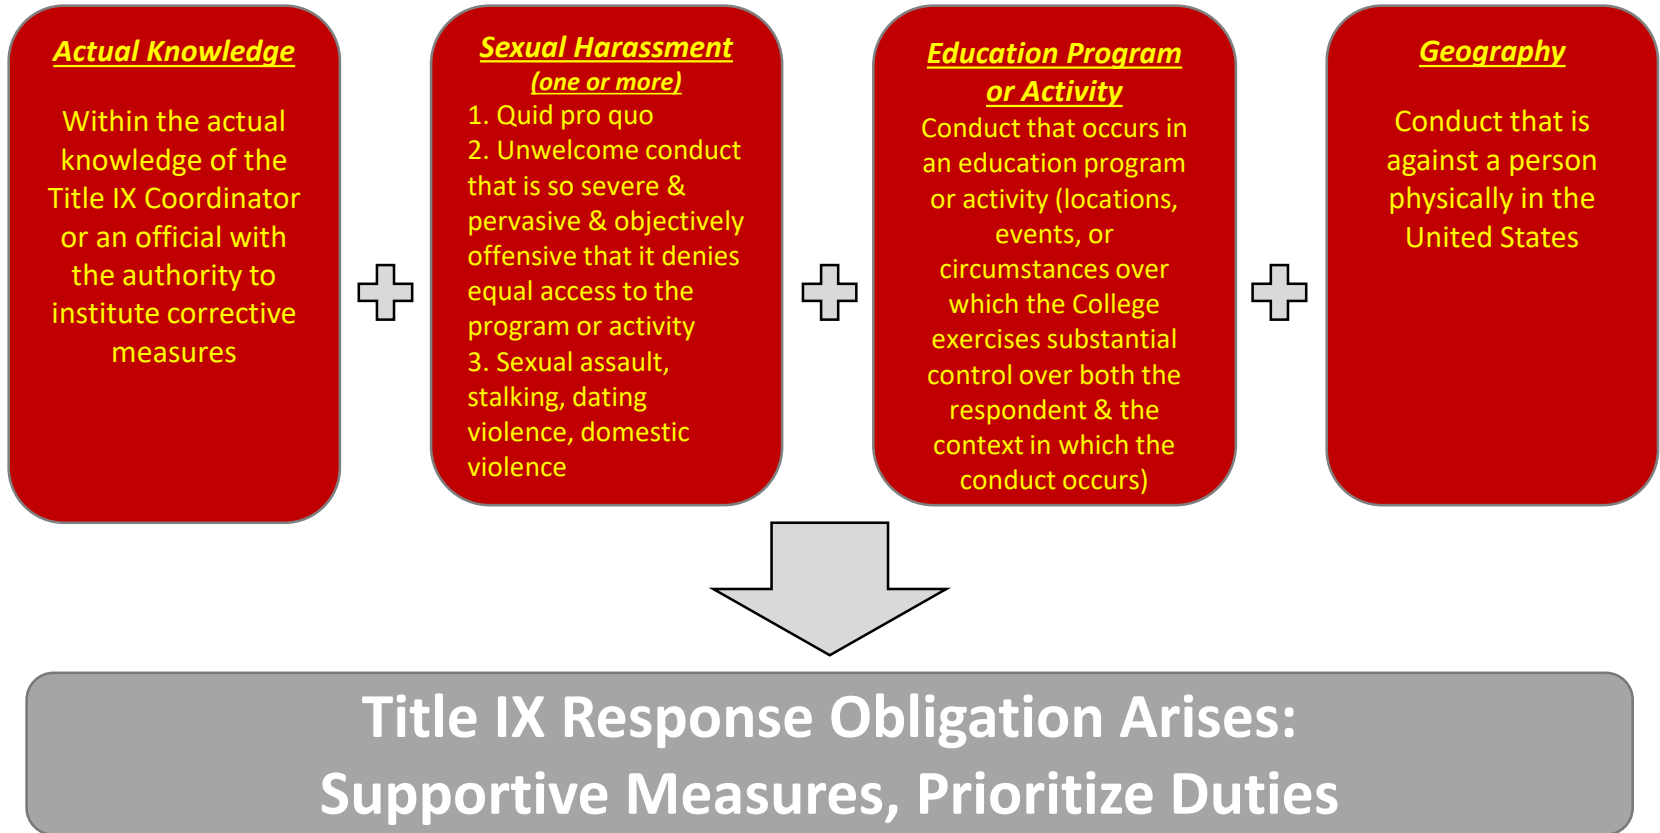 Actual Knowledge
Within the actual
knowledge of the
Title IX Coordinator
or an official with
the authority to
institute corrective
measures
Sexual Harassment
(one or more)
1. Quid pro quo
2. Unwelcome conduct
that is so severe &
pervasive & objectively
offensive that it denies
equal access to the
program or activity
3. Sexual assault,
stalking, dating
violence, domestic
violence
Education Program
or Activity
Conduct that occurs in
an education program
or activity (locations,
events, or
circumstances over
which the College
exercises substantial
control over both the
respondent & the
context in which the
conduct occurs)
Geography
Conduct that is
against a person
physically in the
United States
Title IX Response Obligation Arises:
Supportive Measures, Prioritize Duties